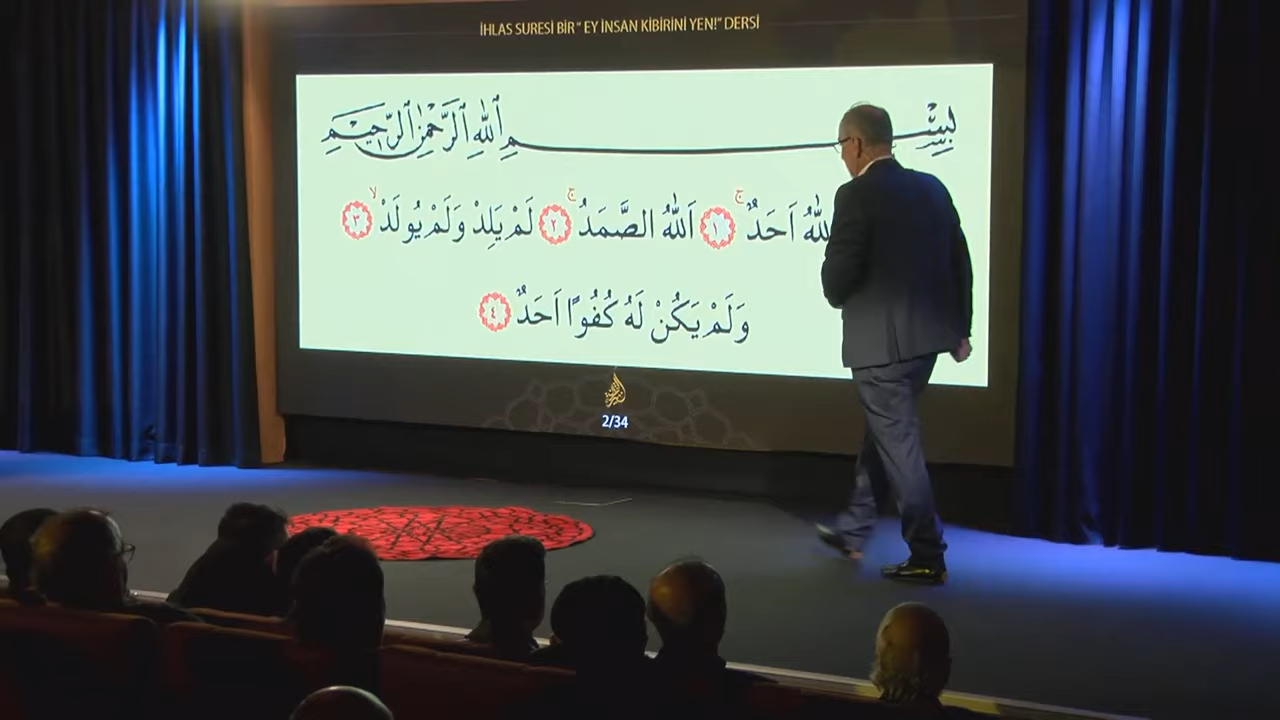 İHLAS SURESİ BİR “ EY İNSAN KİBİRİNİ YEN!” DERSİ
بِسْمِ اللّٰهِ الرَّحْمٰنِ الرَّحِيمِ
اللّٰهُ اَحَدٌۚ ﴿١﴾ اَللّٰهُ الصَّمَدُۚ ﴿٢﴾ لَمْ يَلِدْ وَلَمْ يُولَدْۙ ﴿٣﴾
وَلَمْ يَكُنْ لَهُ كُفُوًا اَحَدٌ ﴿٤﴾
2/34